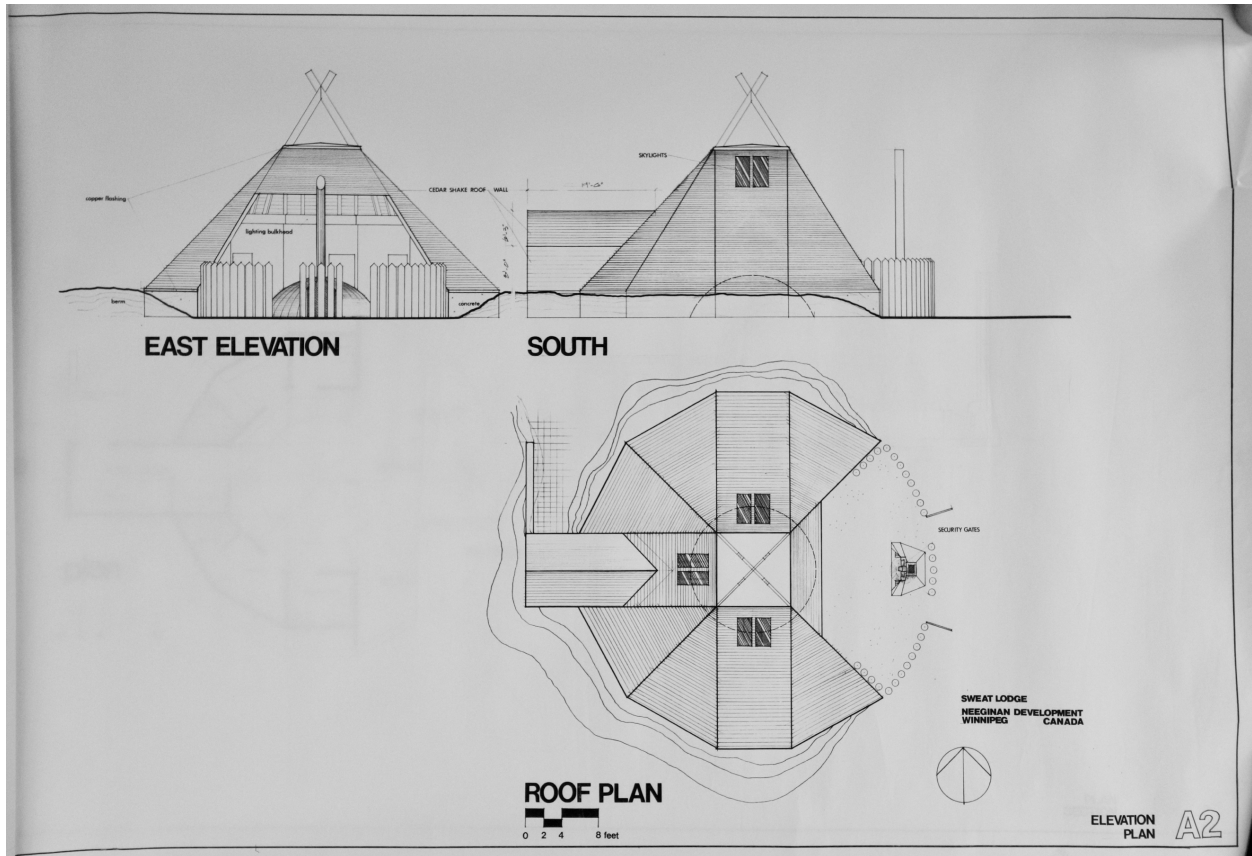 copper flashing
lighting bulkhead
berm
concrete
EAST ELEVATION
SKYLIGHTS
CEDAR SHAKE ROOF WALL
SOUTH
SECURITY GATES
SWEAT LODGE
NEEGINAN DEVELOPMENT
WINNIPEG CANADA
ROOF PLAN
0 2 4 8 feet
ELEVATION
PLAN
A2